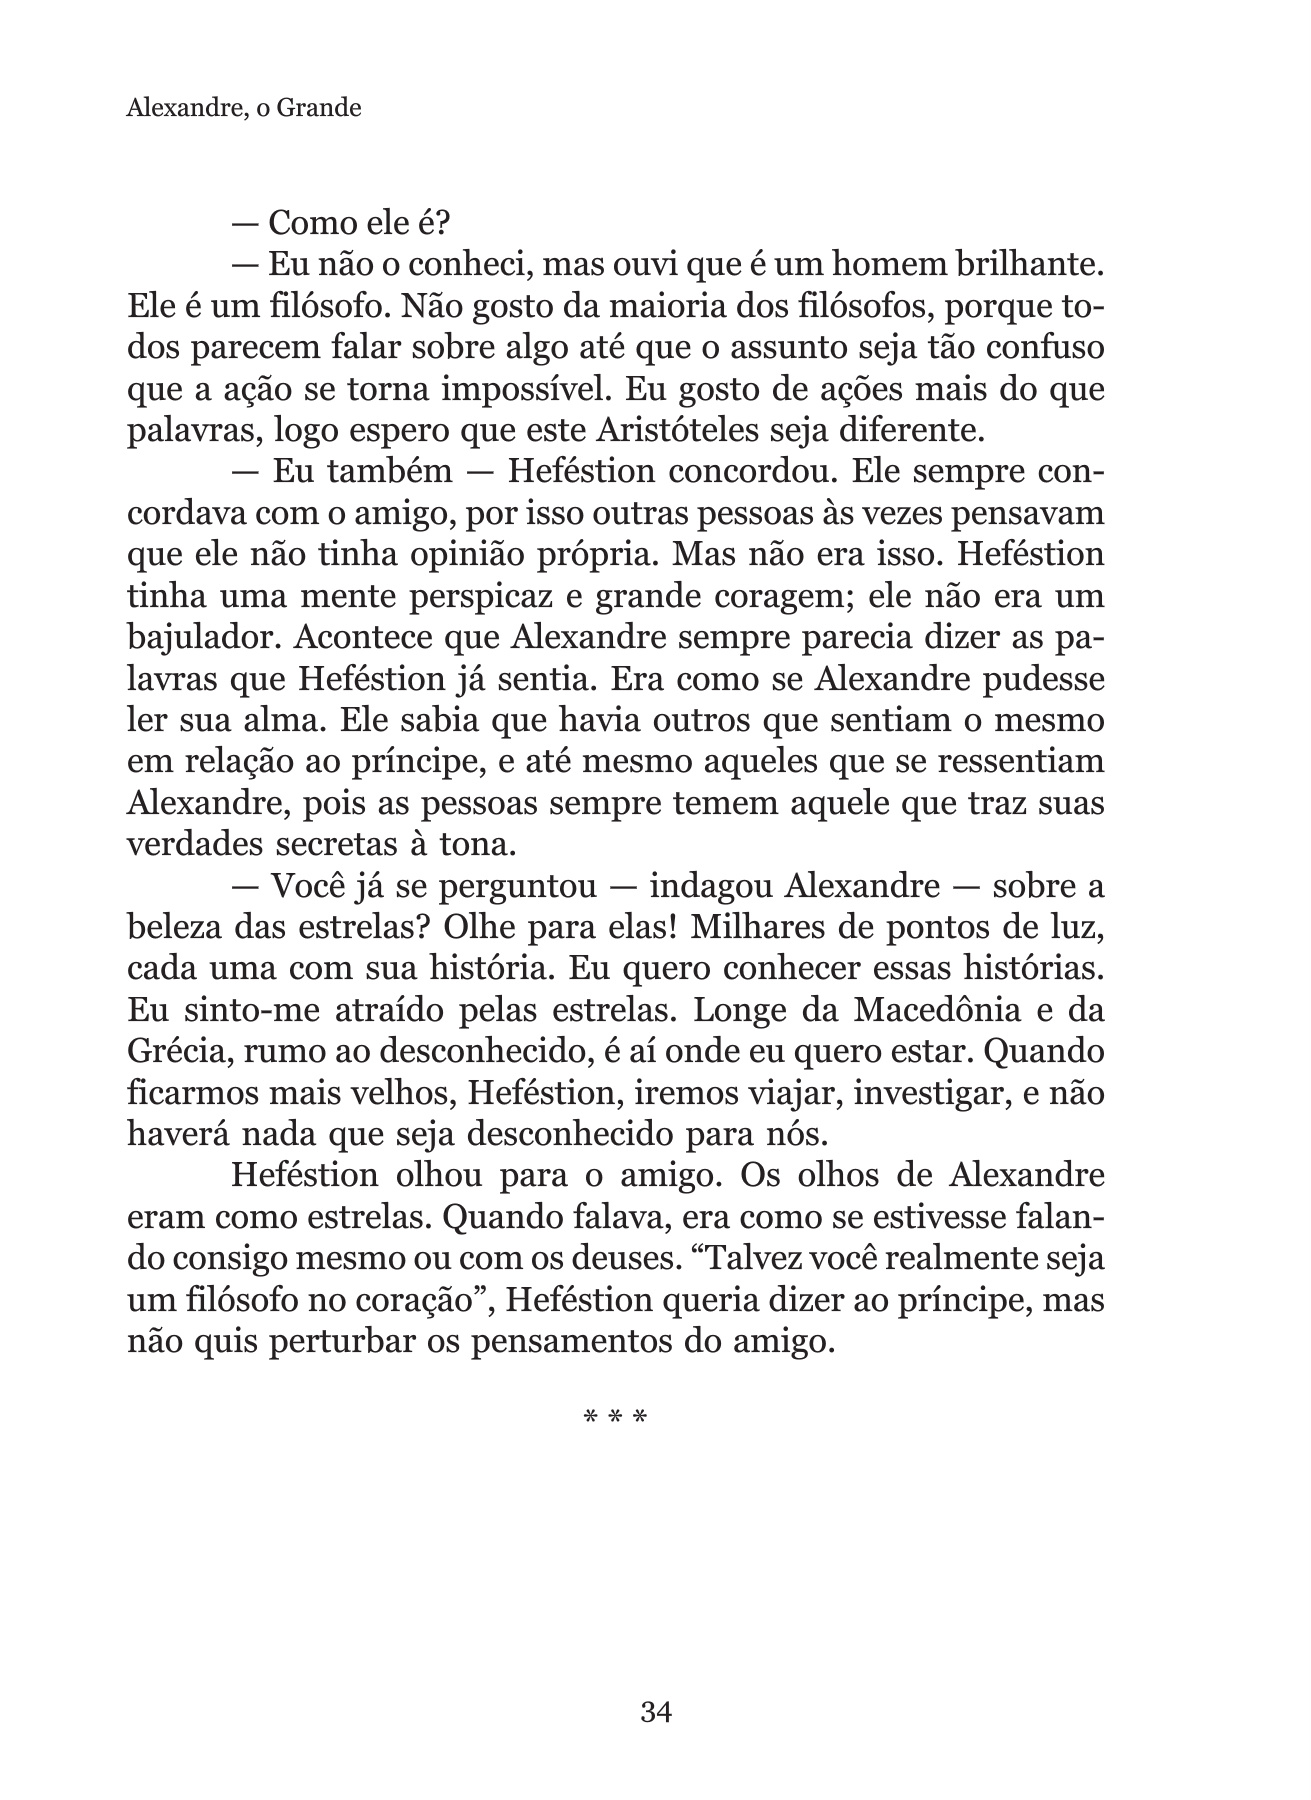 Alexandre, o Grande
— Como ele é?
— Eu não o conheci, mas ouvi que é um homem brilhante.
Ele é um filósofo. Não gosto da maioria dos filósofos, porque to-
dos parecem falar sobre algo até que o assunto seja tão confuso
que a ação se torna impossível. Eu gosto de ações mais do que
palavras, logo espero que este Aristóteles seja diferente.
— Eu também — Heféstion concordou. Ele sempre con-
cordava com o amigo, por isso outras pessoas às vezes pensavam
que ele não tinha opinião própria. Mas não era isso. Heféstion
tinha uma mente perspicaz e grande coragem; ele não era um
bajulador. Acontece que Alexandre sempre parecia dizer as pa-
lavras que Heféstion já sentia. Era como se Alexandre pudesse
ler sua alma. Ele sabia que havia outros que sentiam o mesmo
em relação ao príncipe, e até mesmo aqueles que se ressentiam
Alexandre, pois as pessoas sempre temem aquele que traz suas
verdades secretas à tona.
— Você já se perguntou — indagou Alexandre — sobre a
beleza das estrelas? Olhe para elas! Milhares de pontos de luz,
cada uma com sua história. Eu quero conhecer essas histórias.
Eu sinto-me atraído pelas estrelas. Longe da Macedônia e da
Grécia, rumo ao desconhecido, é aí onde eu quero estar. Quando
ficarmos mais velhos, Heféstion, iremos viajar, investigar, e não
haverá nada que seja desconhecido para nós.
Heféstion olhou para o amigo. Os olhos de Alexandre
eram como estrelas. Quando falava, era como se estivesse falan-
do consigo mesmo ou com os deuses. “Talvez você realmente seja
um filósofo no coração”, Heféstion queria dizer ao príncipe, mas
não quis perturbar os pensamentos do amigo.
* * *
34